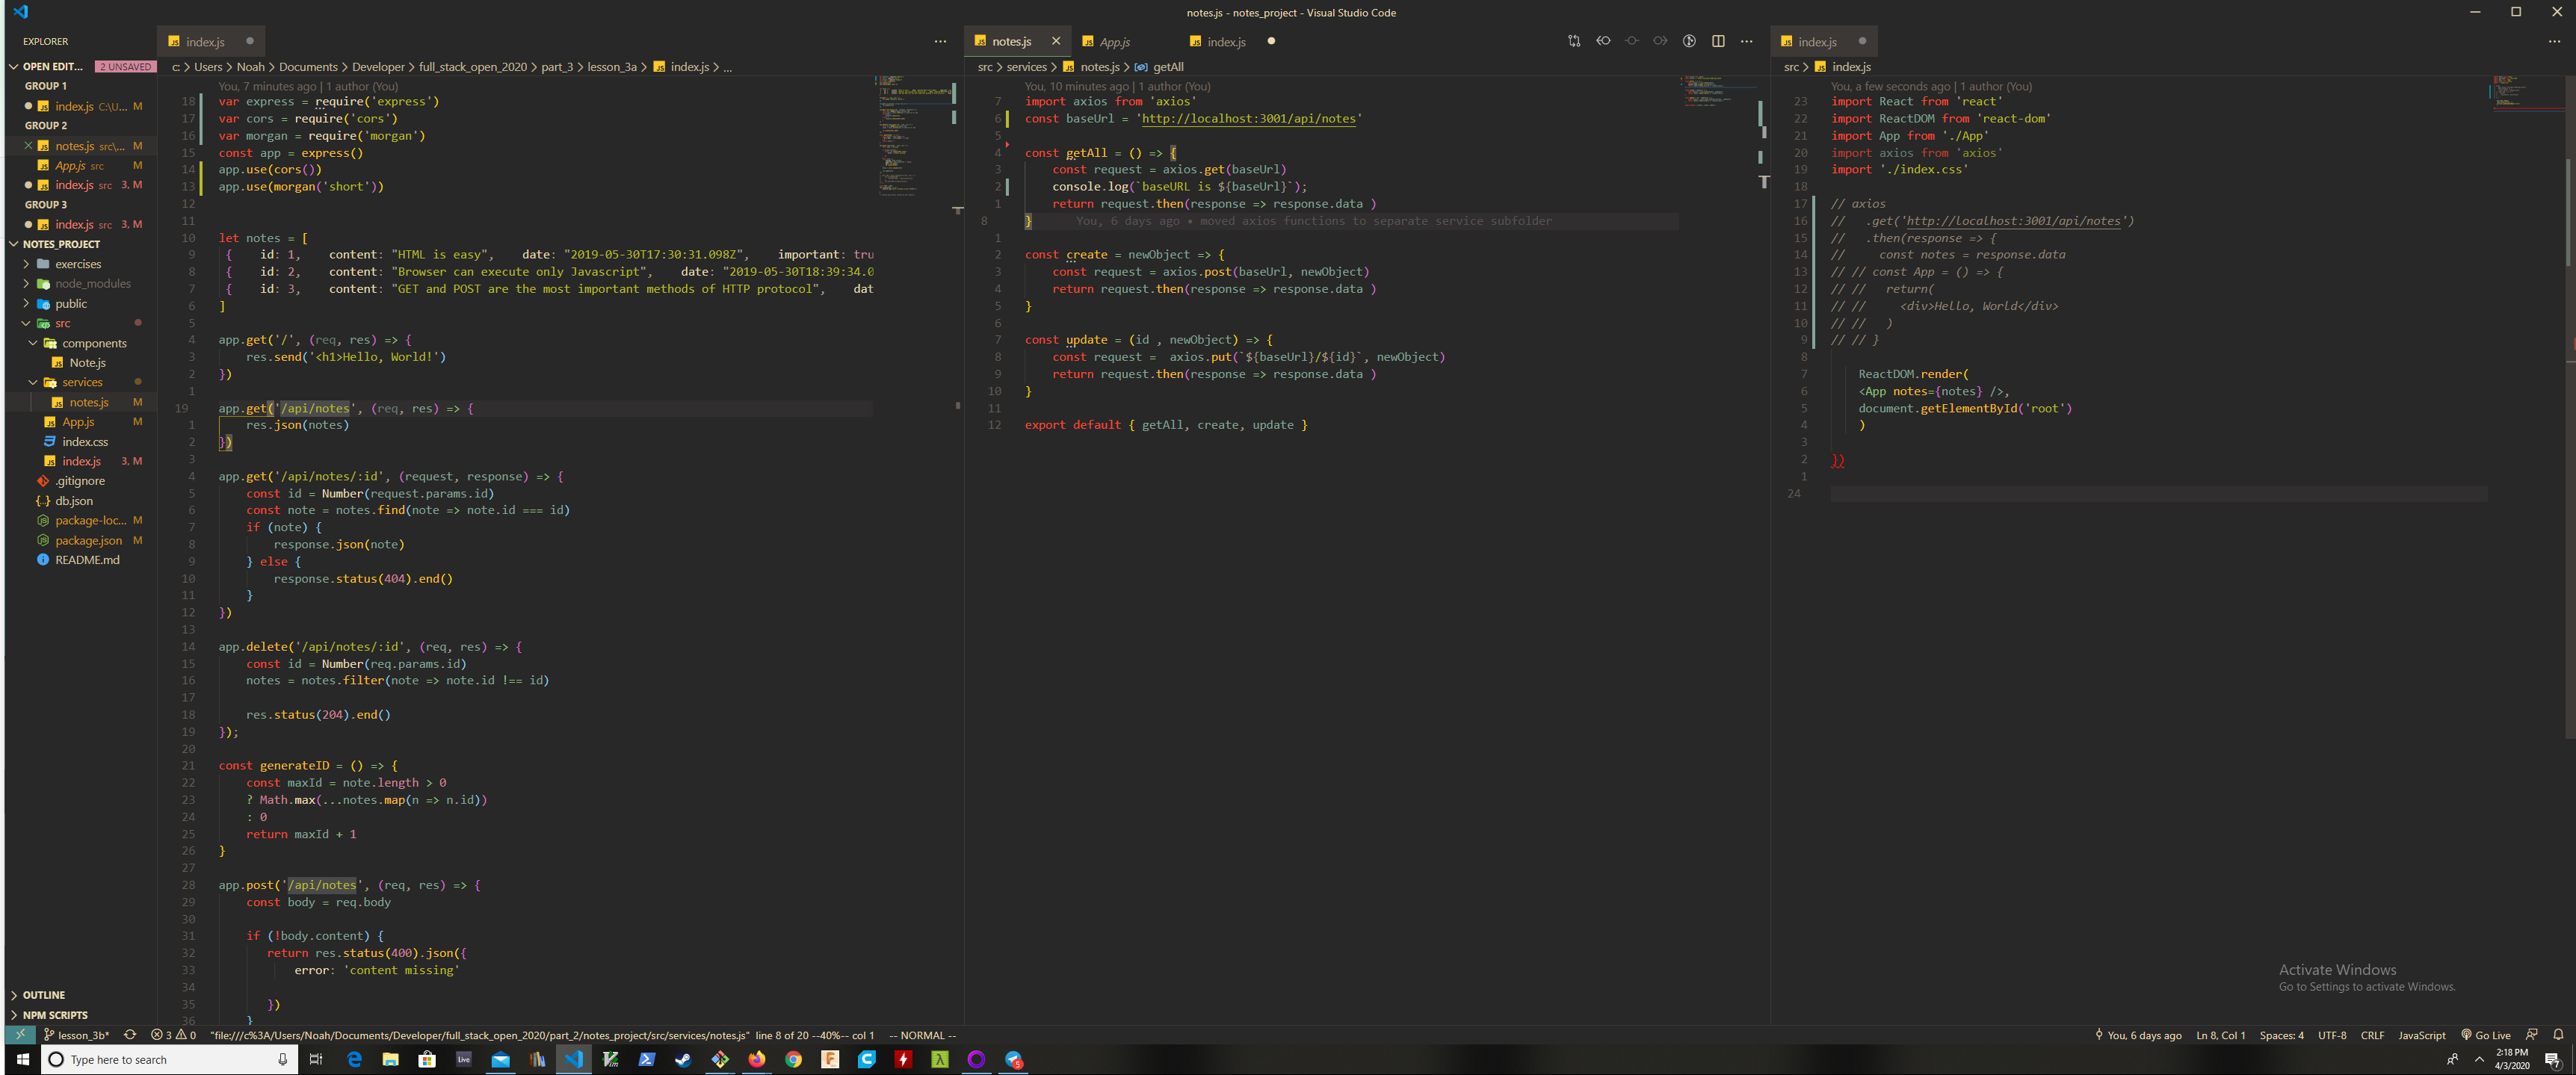 notes.js - notes_project - Visual Studio Code
EXPLORER
OPEN EDIT... 2 UNSAVED
GROUP 1
index.js C:\U... M
GROUP 2
notes.js src\... M
App.js src M
index.js src 3, M
GROUP 3
index.js src 3, M
NOTES_PROJECT
exercises
node_modules
public
src
components
Note.js
services
notes.js M
App.js M
index.css
index.js 3, M
.gitignore
db.json
package-loc... M
package.json M
README.md
OUTLINE
NPM SCRIPTS
index.js
c: > Users > Noah > Documents > Developer > full_stack_open_2020 > part_3 > lesson_3a > index.js > ...
You, 7 minutes ago | 1 author (You)
18 var express = require('express')
17 var cors = require('cors')
16 var morgan = require('morgan')
15 const app = express()
14 app.use(cors())
13 app.use(morgan('short'))
12
11
10 let notes = [
9 { id: 1, content: "HTML is easy", date: "2019-05-30T17:30:31.098Z", important: tru
8 { id: 2, content: "Browser can execute only Javascript", date: "2019-05-30T18:39:34.0
7 { id: 3, content: "GET and POST are the most important methods of HTTP protocol", dat
6 ]
5
4 app.get('/', (req, res) => {
3 res.send('<h1>Hello, World!')
2 })
1
19 app.get('/api/notes', (req, res) => {
1 res.json(notes)
2 })
3
4 app.get('/api/notes/:id', (request, response) => {
5 const id = Number(request.params.id)
6 const note = notes.find(note => note.id === id)
7 if (note) {
8 response.json(note)
9 } else {
10 response.status(404).end()
11 }
12 })
13
14 app.delete('/api/notes/:id', (req, res) => {
15 const id = Number(req.params.id)
16 notes = notes.filter(note => note.id !== id)
17
18 res.status(204).end()
19 });
20
21 const generateID = () => {
22 const maxId = note.length > 0
23 ? Math.max(...notes.map(n => n.id))
24 : 0
25 return maxId + 1
26 }
27
28 app.post('/api/notes', (req, res) => {
29 const body = req.body
30
31 if (!body.content) {
32 return res.status(400).json({
33 error: 'content missing'
34
35 })
36 }
notes.js App.js index.js
src > services > notes.js > getAll
You, 10 minutes ago | 1 author (You)
7 import axios from 'axios'
6 const baseUrl = 'http://localhost:3001/api/notes'
5
4 const getAll = () => {
3 const request = axios.get(baseUrl)
2 console.log(`baseURL is ${baseUrl}`);
1 return request.then(response => response.data )
8 } You, 6 days ago • moved axios functions to separate service subfolder
1
2 const create = newObject => {
3 const request = axios.post(baseUrl, newObject)
4 return request.then(response => response.data )
5 }
6
7 const update = (id , newObject) => {
8 const request =  axios.put(`${baseUrl}/${id}`, newObject)
9 return request.then(response => response.data )
10 }
11
12 export default { getAll, create, update }
index.js
src > index.js
You, a few seconds ago | 1 author (You)
23 import React from 'react'
22 import ReactDOM from 'react-dom'
21 import App from './App'
20 import axios from 'axios'
19 import './index.css'
18
17 // axios
16 // .get('http://localhost:3001/api/notes')
15 // .then(response => {
14 // const notes = response.data
13 // // const App = () => {
12 // // return(
11 // // <div>Hello, World</div>
10 // // )
9 // // }
8
7 ReactDOM.render(
6 <App notes={notes} />,
5 document.getElementById('root')
4 )
3
2 })
1
24
Activate Windows
Go to Settings to activate Windows.
lesson_3b* 3 0 "file:///c%3A/Users/Noah/Documents/Developer/full_stack_open_2020/part_2/notes_project/src/services/notes.js" line 8 of 20 --40%-- col 1 -- NORMAL --
You, 6 days ago Ln 8, Col 1 Spaces: 4 UTF-8 CRLF JavaScript Go Live
Type here to search
Live
2:18 PM
4/3/2020